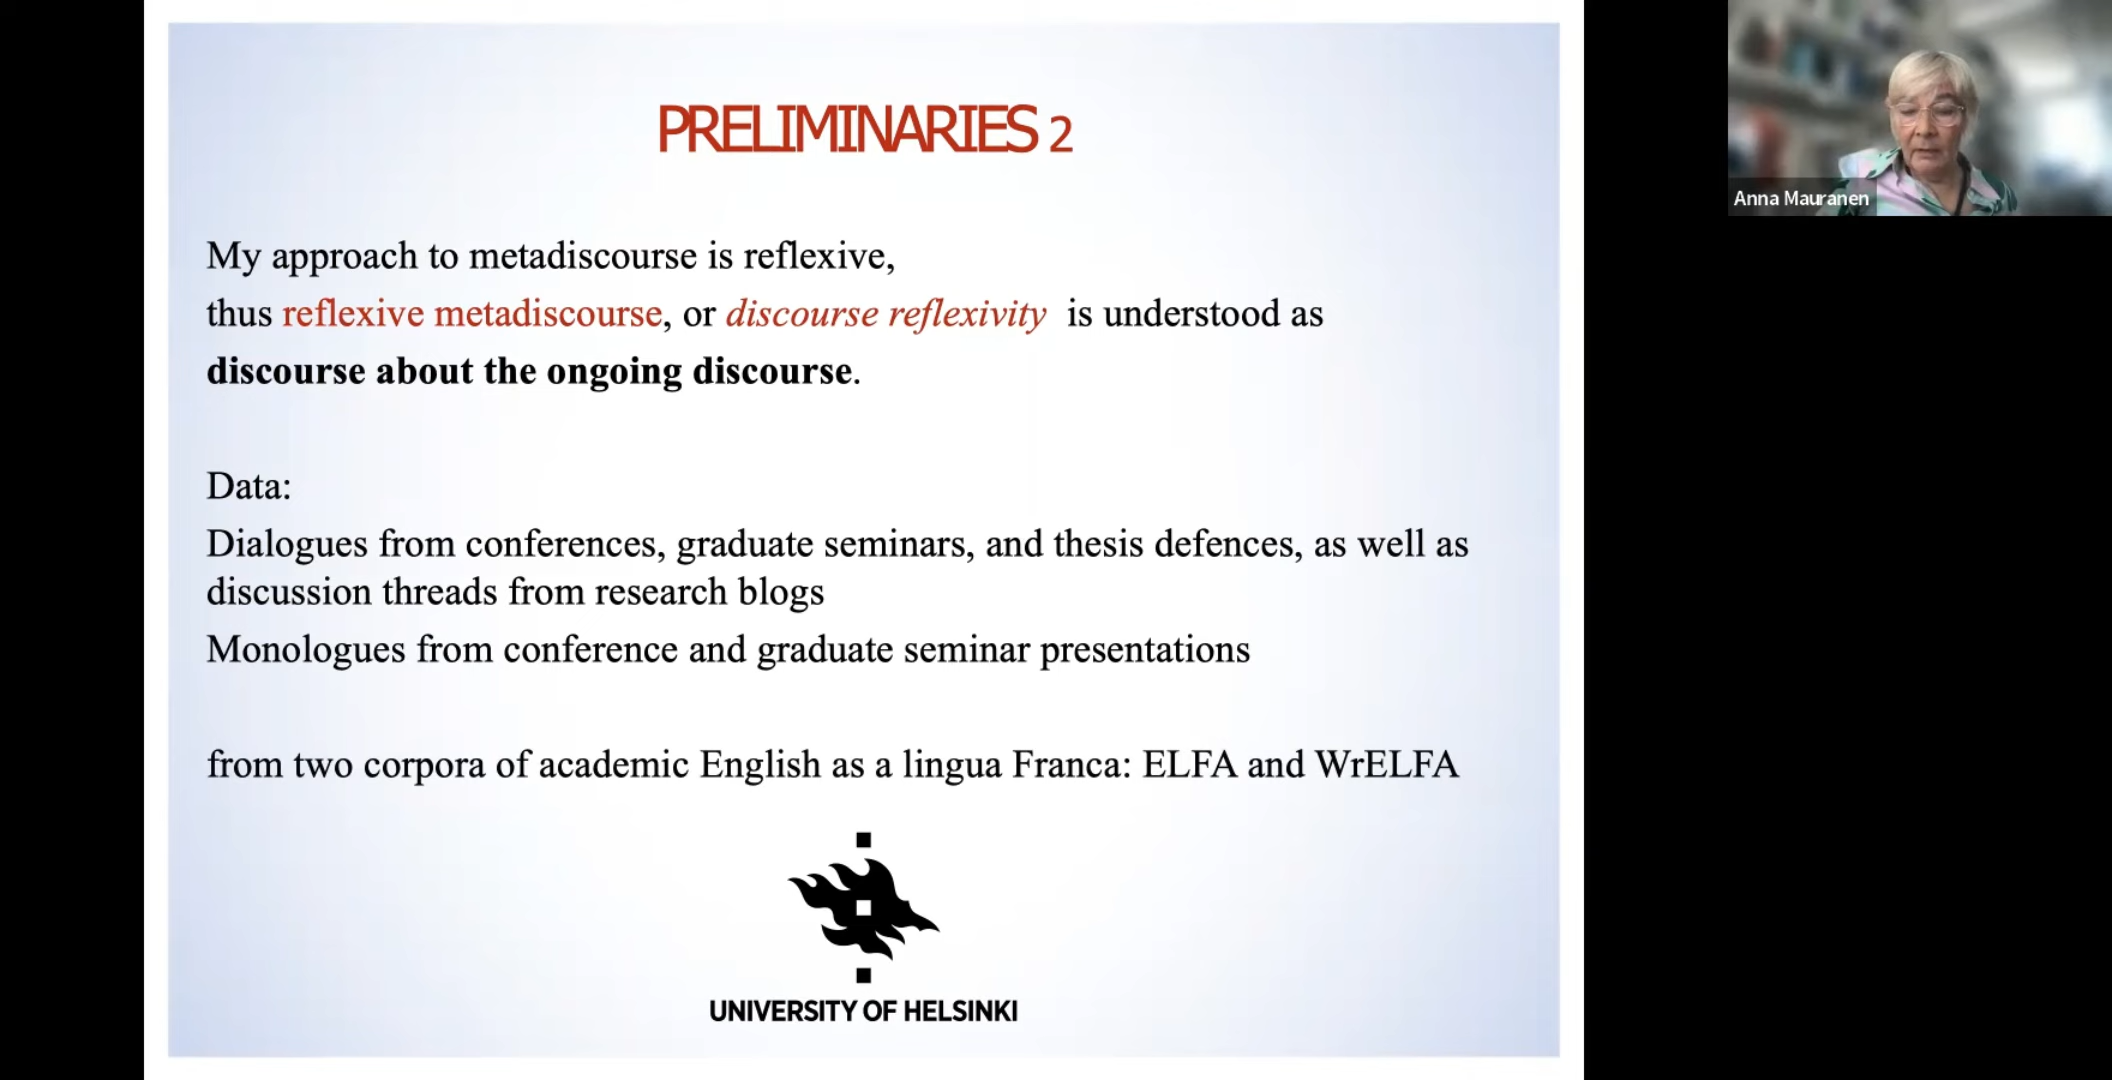 PRELIMINARIES 2
My approach to metadiscourse is reflexive,
thus reflexive metadiscourse, or discourse reflexivity is understood as
discourse about the ongoing discourse.
Data:
Dialogues from conferences, graduate seminars, and thesis defences, as well as
discussion threads from research blogs
Monologues from conference and graduate seminar presentations
from two corpora of academic English as a lingua Franca: ELFA and WrELFA
UNIVERSITY OF HELSINKI
Anna Mauranen